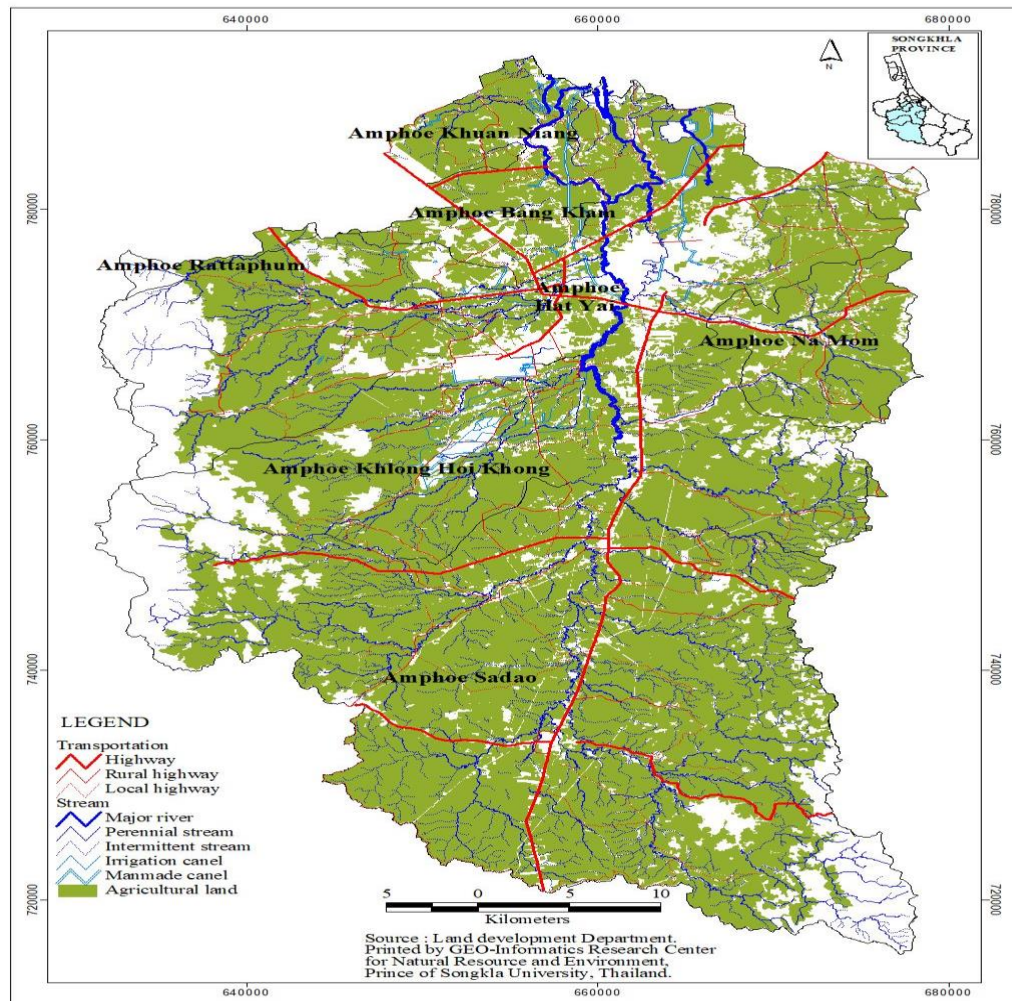 640000
660000
680000
SONGKHLA
PROVINCE
N
Amphoe Khuan Niang
780000
Amphoe Bang Klam
780000
Amphoe Rattaphum
Amphoe
Hat Yai
Amphoe Na Mom
760000
760000
Amphoe Khlong Hoi Khong
740000
Amphoe Sadao
740000
LEGEND
Transportation
Highway
Rural highway
Local highway
Stream
Major river
Perennial stream
Intermittent stream
Irrigation canel
Manmade canel
Agricultural land
720000
5 0 5 10
Kilometers
720000
Source : Land development Department.
Printed by GEO-Informatics Research Center
for Natural Resource and Environment,
Prince of Songkla University, Thailand.
640000
660000
680000